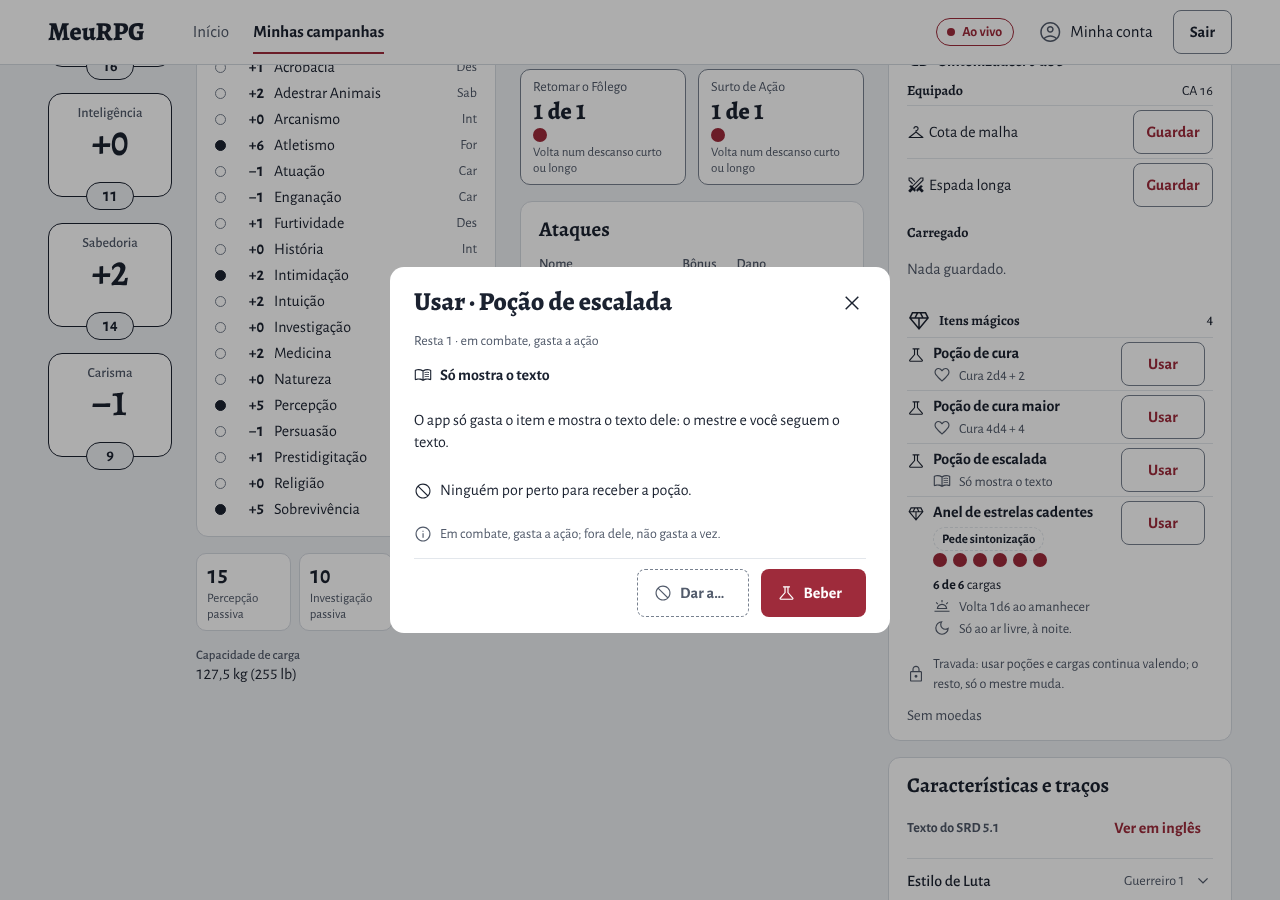 MeuRPG
Início
Minhas campanhas
Ao vivo
Minha conta
Sair
16
Inteligência
+0
11
Sabedoria
+2
14
Carisma
−1
9
+1 Acrobacia Des
+2 Adestrar Animais Sab
+0 Arcanismo Int
+6 Atletismo For
−1 Atuação Car
−1 Enganação Car
+1 Furtividade Des
+0 História Int
+2 Intimidação
+2 Intuição
+0 Investigação
+2 Medicina
+0 Natureza
+5 Percepção
−1 Persuasão
+1 Prestidigitação
+0 Religião
+5 Sobrevivência
15
Percepção
passiva
10
Investigação
passiva
Capacidade de carga
127,5 kg (255 lb)
Retomar o Fôlego
1 de 1
Volta num descanso curto
ou longo
Surto de Ação
1 de 1
Volta num descanso curto
ou longo
Ataques
Nome Bônus Dano
Usar · Poção de escalada
Resta 1 · em combate, gasta a ação
Só mostra o texto
O app só gasta o item e mostra o texto dele: o mestre e você seguem o
texto.
Ninguém por perto para receber a poção.
Em combate, gasta a ação; fora dele, não gasta a vez.
Dar a…
Beber
Equipado CA 16
Cota de malha Guardar
Espada longa Guardar
Carregado
Nada guardado.
Itens mágicos 4
Poção de cura
Cura 2d4 + 2
Usar
Poção de cura maior
Cura 4d4 + 4
Usar
Poção de escalada
Só mostra o texto
Usar
Anel de estrelas cadentes
Usar
Pede sintonização
6 de 6 cargas
Volta 1d6 ao amanhecer
Só ao ar livre, à noite.
Travada: usar poções e cargas continua valendo; o
resto, só o mestre muda.
Sem moedas
Características e traços
Texto do SRD 5.1 Ver em inglês
Estilo de Luta Guerreiro 1